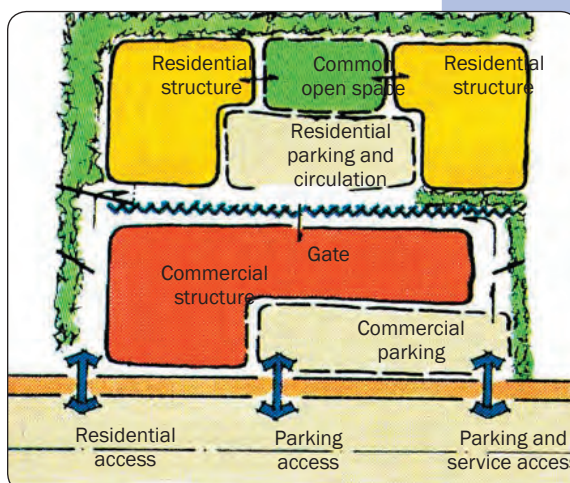 Residential
structure
Common
open space
Residential
structure
Residential
parking and
circulation
Gate
Commercial
structure
Commercial
parking
Residential
access
Parking
access
Parking and
service access